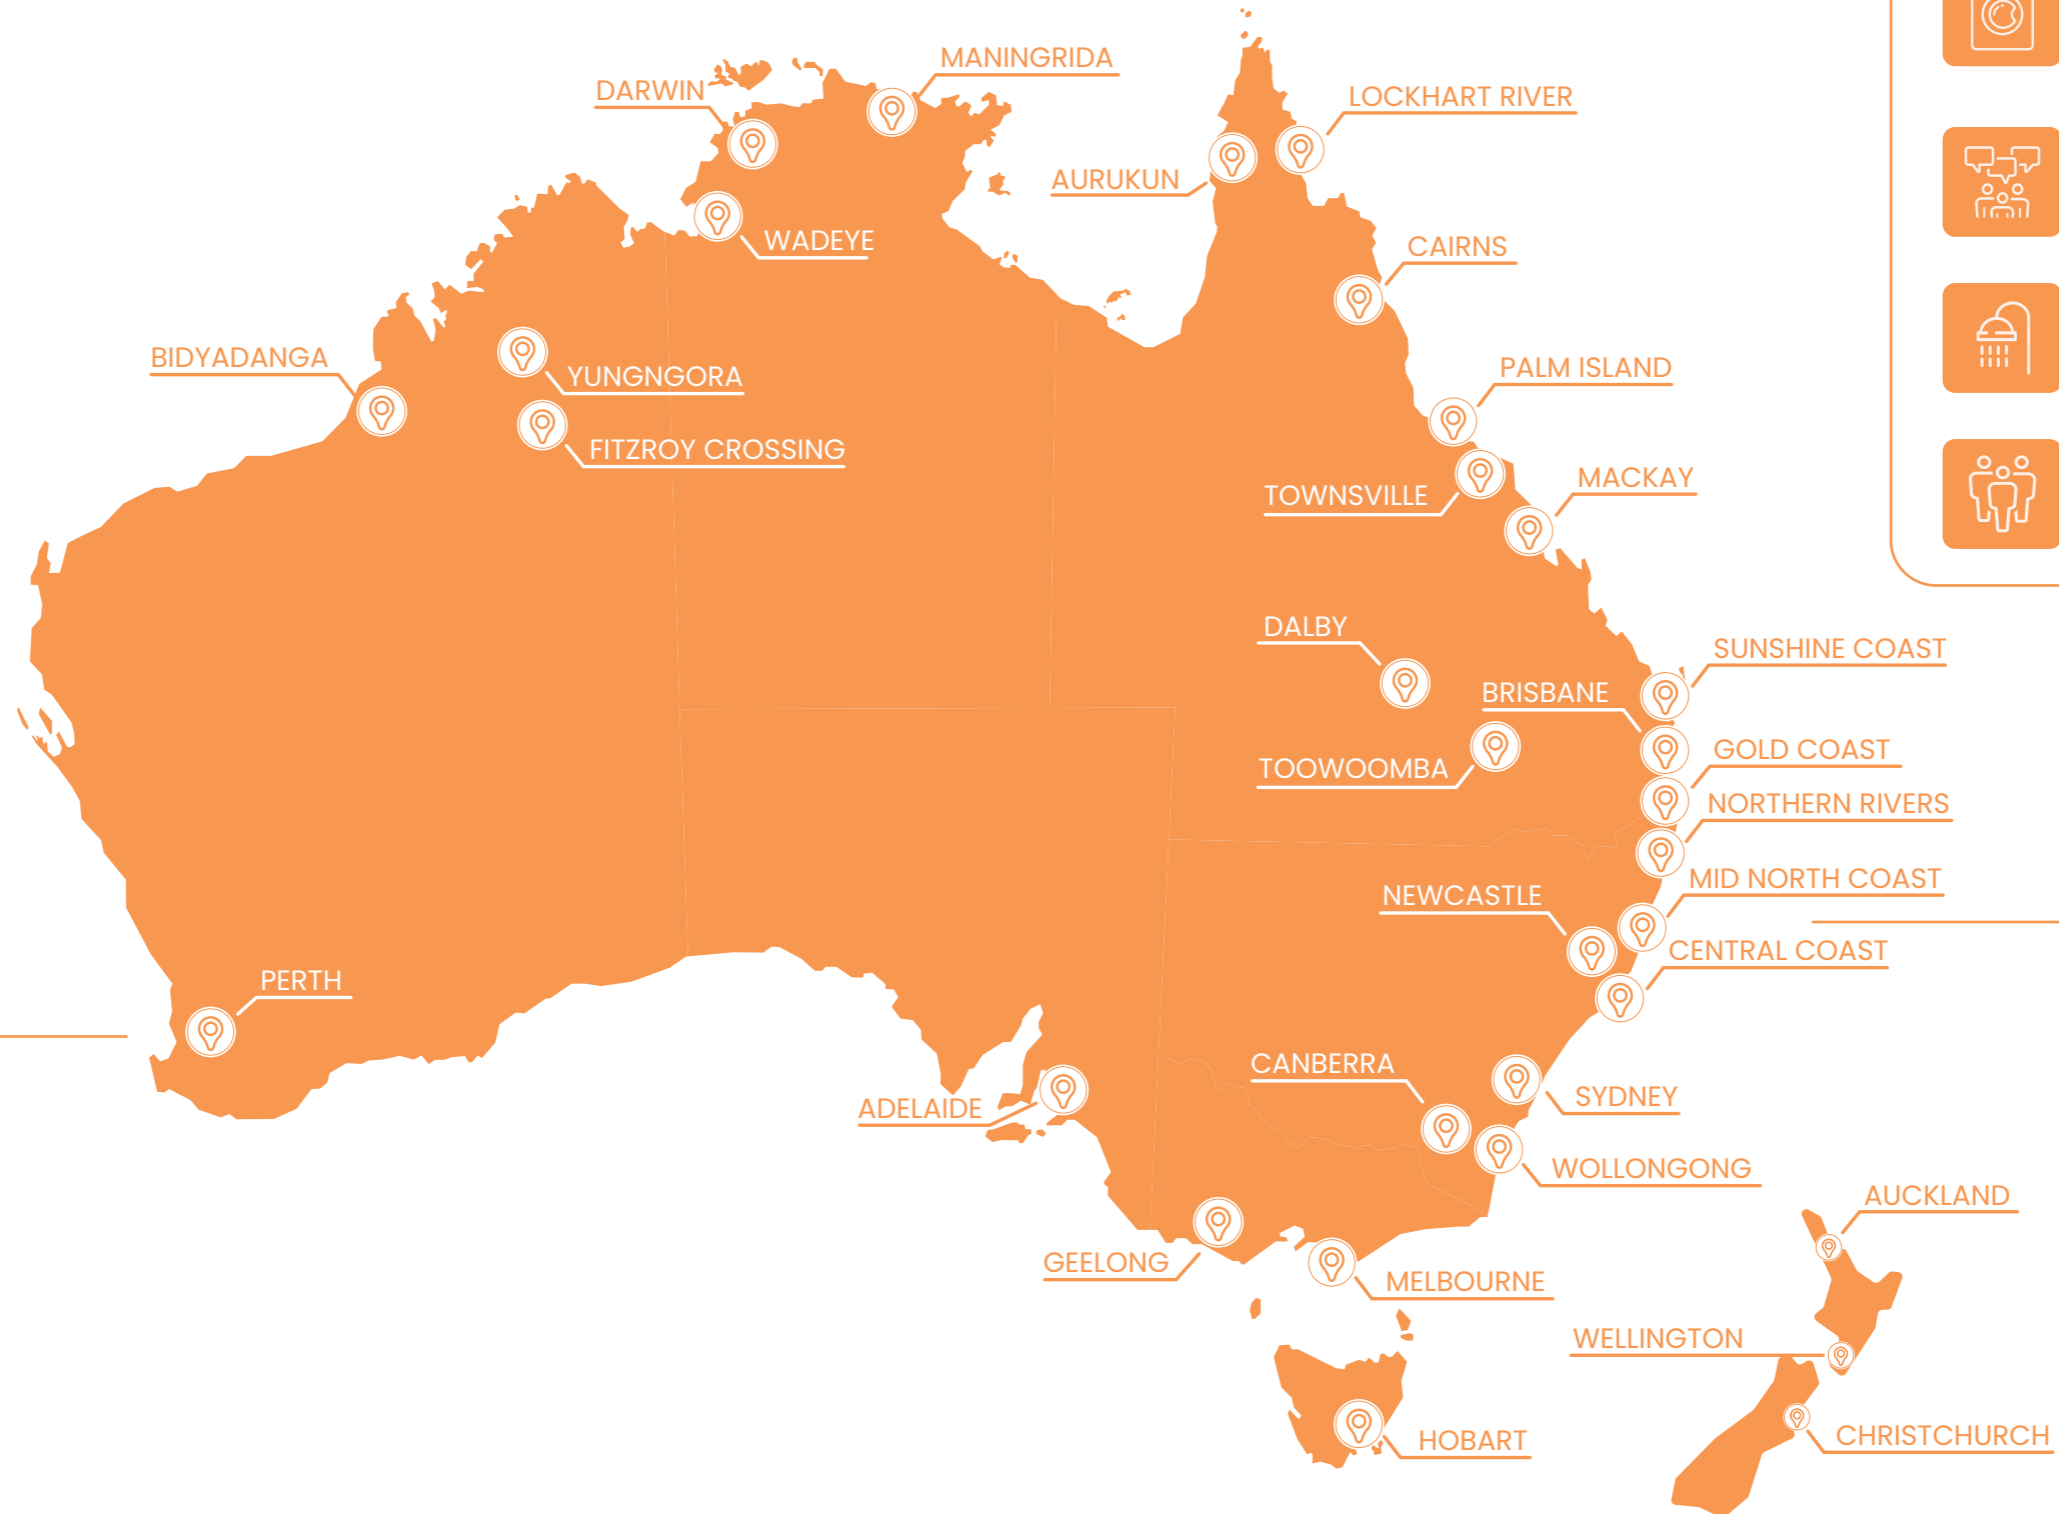 MANINGRIDA
DARWIN
LOCKHART RIVER
AURUKUN
WADEYE
CAIRNS
BIDYADANGA
YUNGNGORA
PALM ISLAND
FITZROY CROSSING
MACKAY
TOWNSVILLE
DALBY
SUNSHINE COAST
BRISBANE
GOLD COAST
TOOWOOMBA
NORTHERN RIVERS
MID NORTH COAST
NEWCASTLE
CENTRAL COAST
PERTH
CANBERRA
SYDNEY
ADELAIDE
WOLLONGONG
AUCKLAND
GEELONG
MELBOURNE
WELLINGTON
CHRISTCHURCH
HOBART